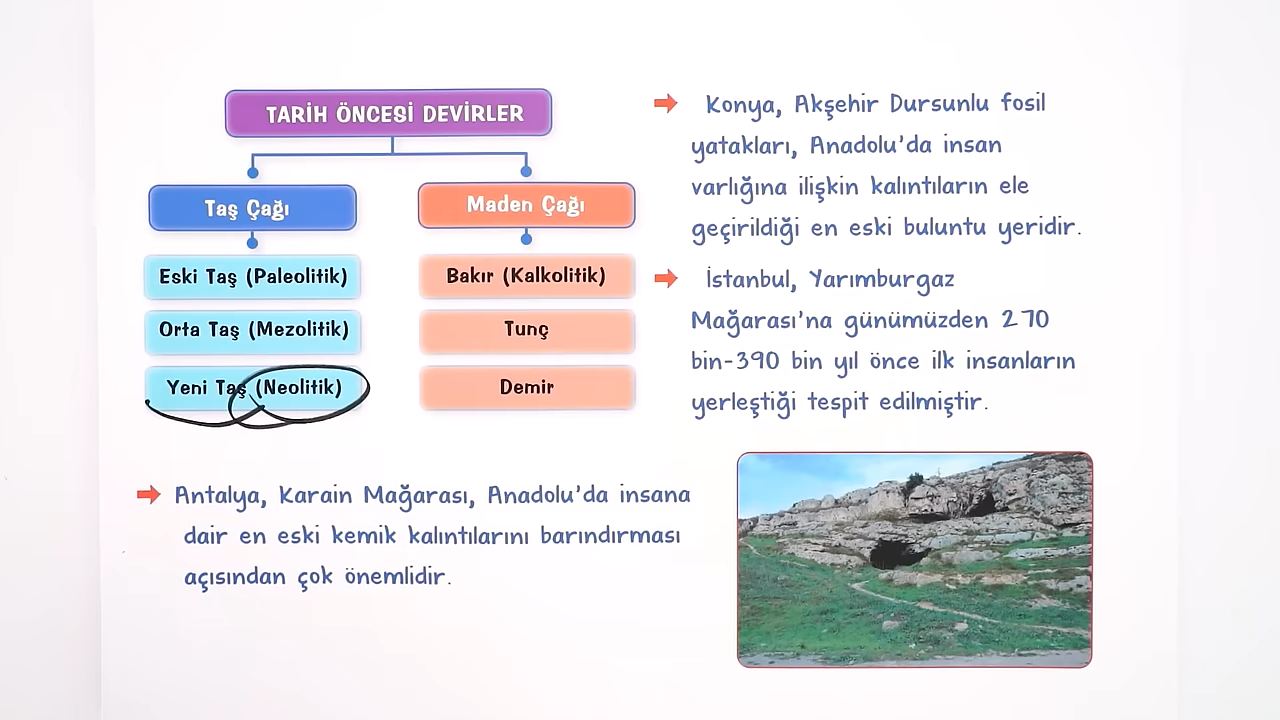 TARİH ÖNCESİ DEVİRLER
Taş Çağı
Maden Çağı
Eski Taş (Paleolitik)
Bakır (Kalkolitik)
Orta Taş (Mezolitik)
Tunç
Yeni Taş (Neolitik)
Demir
Konya, Akşehir Dursunlu fosil
yatakları, Anadolu'da insan
varlığına ilişkin kalıntıların ele
geçirildiği en eski buluntu yeridir.
İstanbul, Yarımburgaz
Mağarası'na günümüzden 270
bin-390 bin yıl önce ilk insanların
yerleştiği tespit edilmiştir.
Antalya, Karain Mağarası, Anadolu'da insana
dair en eski kemik kalıntılarını barındırması
açısından çok önemlidir.